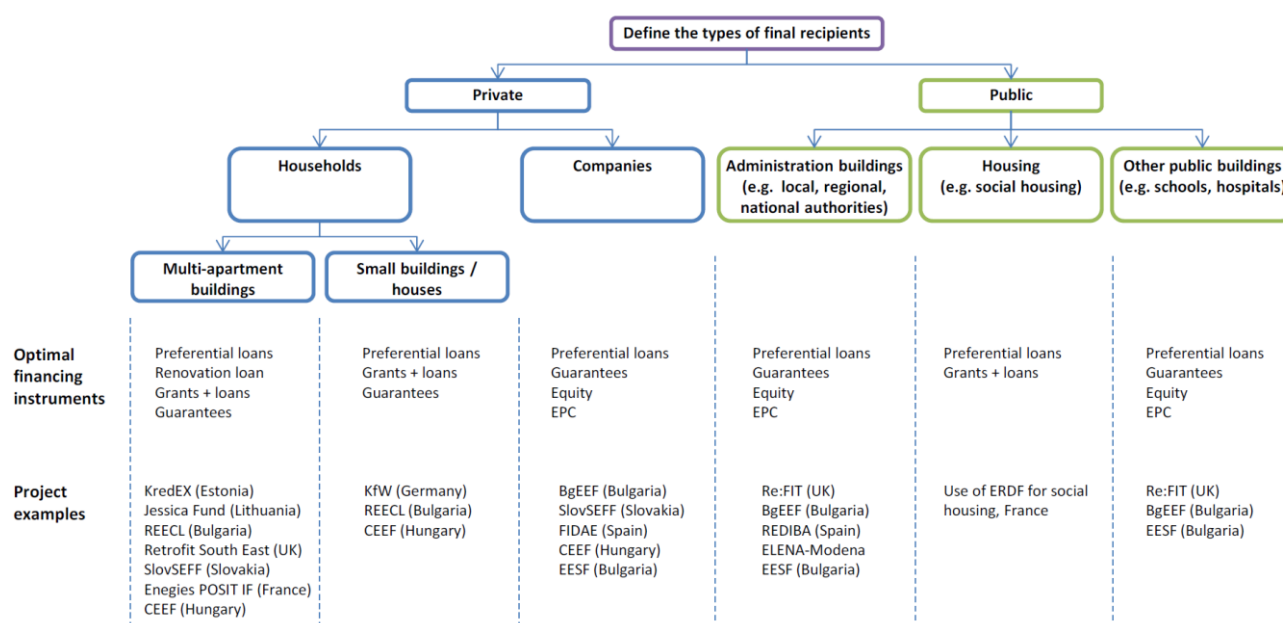 Define the types of final recipients
Private
Public
Households
Companies
Administration buildings
(e.g. local, regional,
national authorities)
Housing
(e.g. social housing)
Other public buildings
(e.g. schools, hospitals)
Multi-apartment
buildings
Small buildings /
houses
Optimal
financing
instruments
Preferential loans
Renovation loan
Grants + loans
Guarantees
Preferential loans
Grants + loans
Guarantees
Preferential loans
Guarantees
Equity
EPC
Preferential loans
Guarantees
Equity
EPC
Preferential loans
Grants + loans
Preferential loans
Guarantees
Equity
EPC
Project
examples
KredEX (Estonia)
Jessica Fund (Lithuania)
REECL (Bulgaria)
Retrofit South East (UK)
SlovSEFF (Slovakia)
Enegies POSIT IF (France)
CEEF (Hungary)
KfW (Germany)
REECL (Bulgaria)
CEEF (Hungary)
BgEEF (Bulgaria)
SlovSEFF (Slovakia)
FIDAE (Spain)
CEEF (Hungary)
EESF (Bulgaria)
Re:FIT (UK)
BgEEF (Bulgaria)
REDIBA (Spain)
ELENA-Modena
EESF (Bulgaria)
Use of ERDF for social
housing, France
Re:FIT (UK)
BgEEF (Bulgaria)
EESF (Bulgaria)